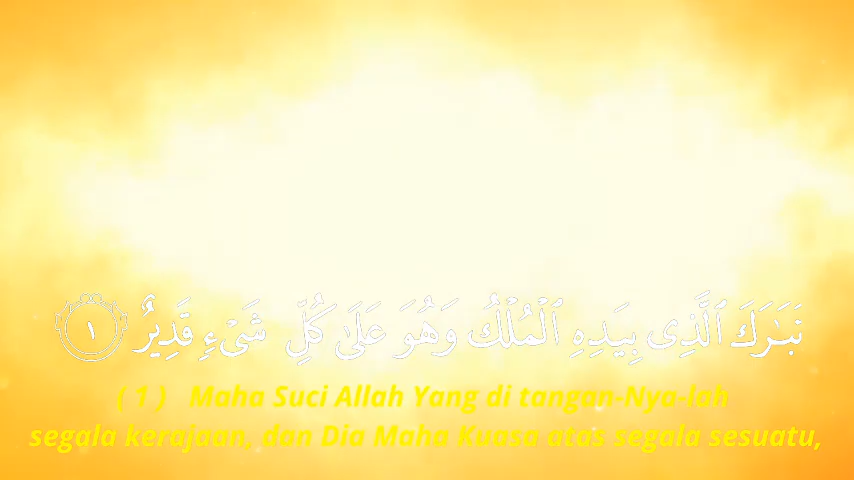 تَبَٰرَكَ ٱلَّذِى بِيَدِهِ ٱلْمُلْكُ وَهُوَ عَلَىٰ كُلِّ شَىْءٍ قَدِيرٌ ١
( 1 ) Maha Suci Allah Yang di tangan-Nya-lah
segala kerajaan, dan Dia Maha Kuasa atas segala sesuatu,